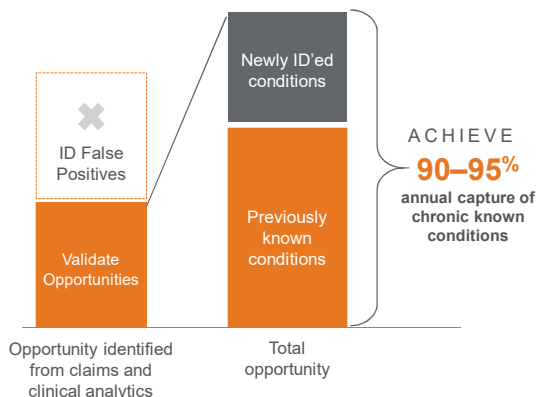 Newly ID'ed
conditions
ID False
Positives
Validate
Opportunities
Previously
known
conditions
ACHIEVE
90–95%
annual capture of
chronic known
conditions
Opportunity identified
from claims and
clinical analytics
Total
opportunity